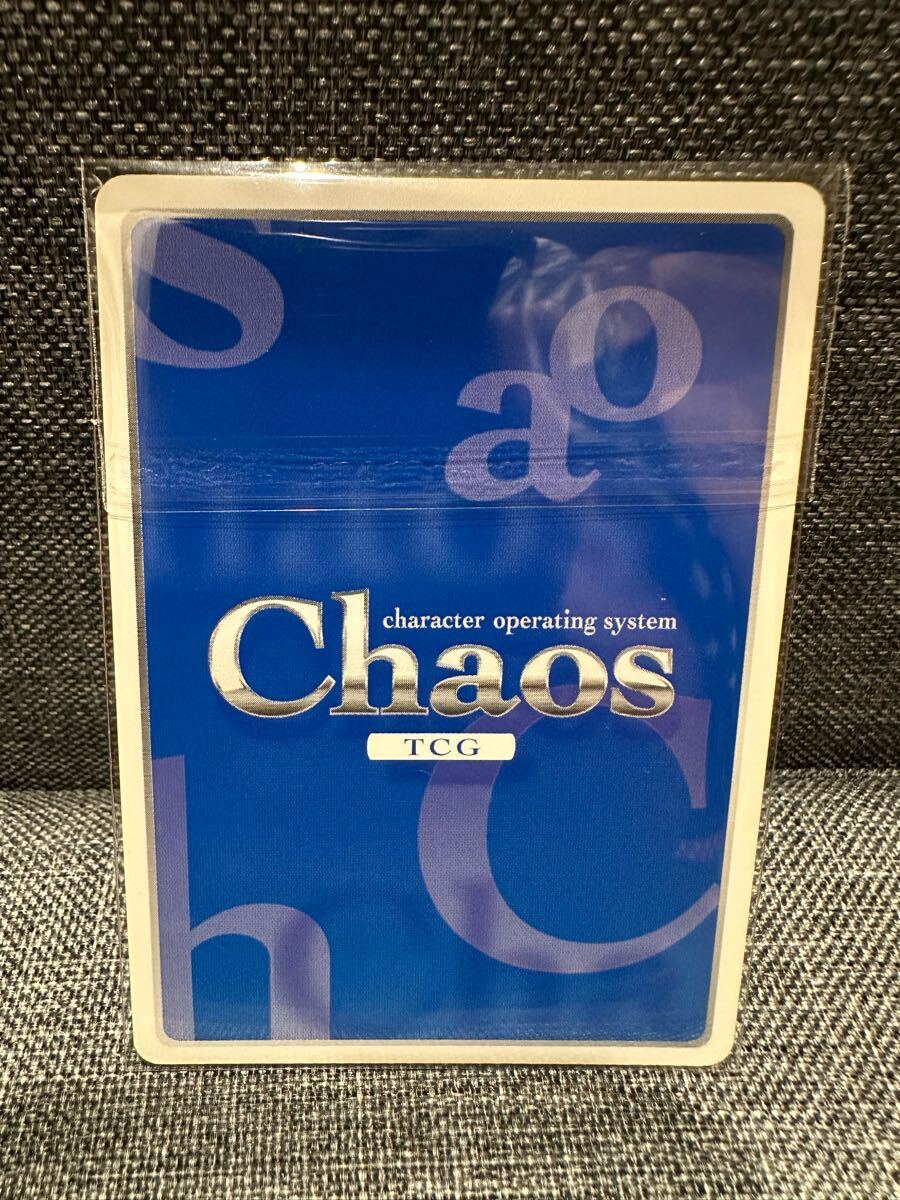 s
a
o
character operating system
Chaos
TCG
h
C